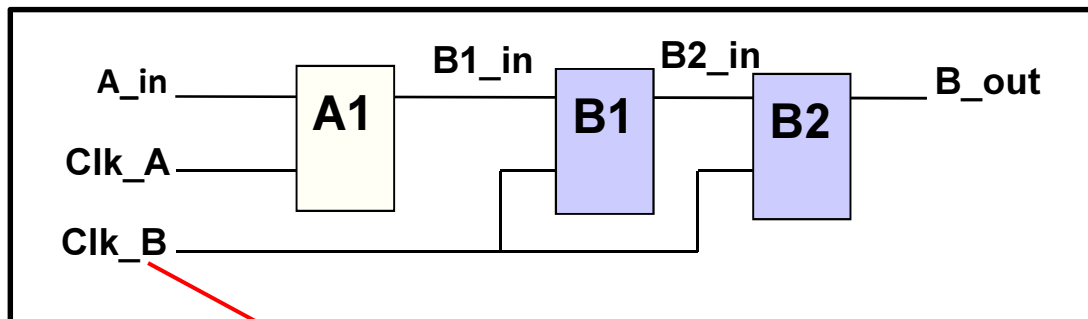 A_in
Clk_A
Clk_B
A1
B1_in
B1
B2_in
B2
B_out